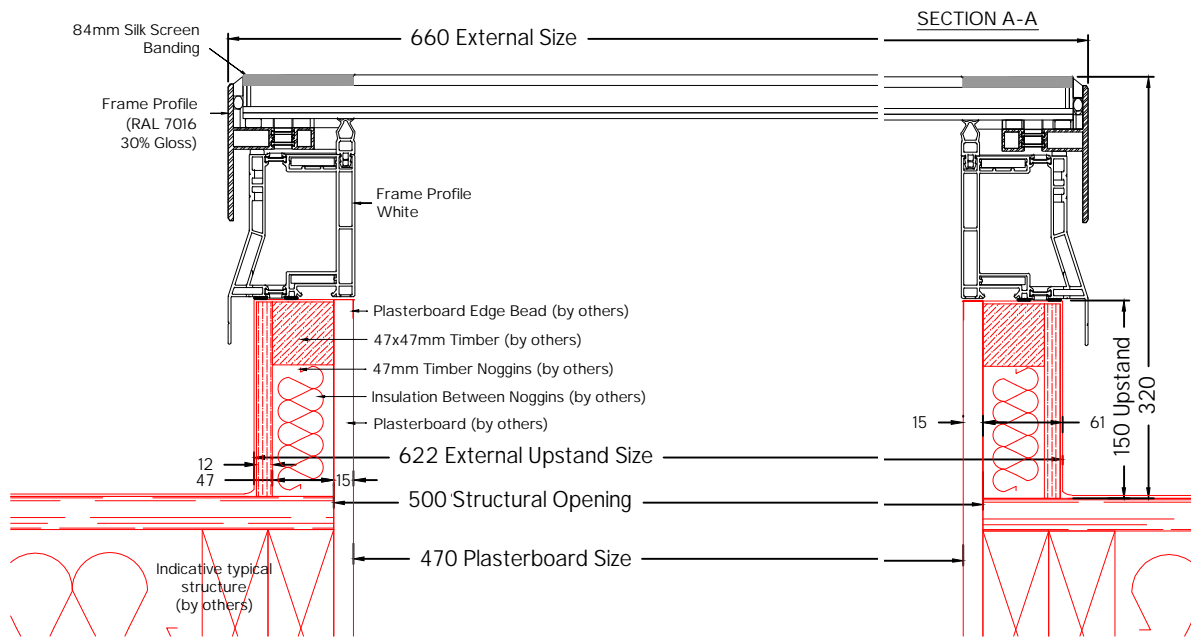 SECTION A-A
84mm Silk Screen
Banding
660 External Size
Frame Profile
(RAL 7016
30% Gloss)
Frame Profile
White
Plasterboard Edge Bead (by others)
47x47mm Timber (by others)
47mm Timber Noggins (by others)
Insulation Between Noggins (by others)
Plasterboard (by others)
15
61
150 Upstand
320
622 External Upstand Size
12
47
15
500 Structural Opening
470 Plasterboard Size
Indicative typical
structure
(by others)